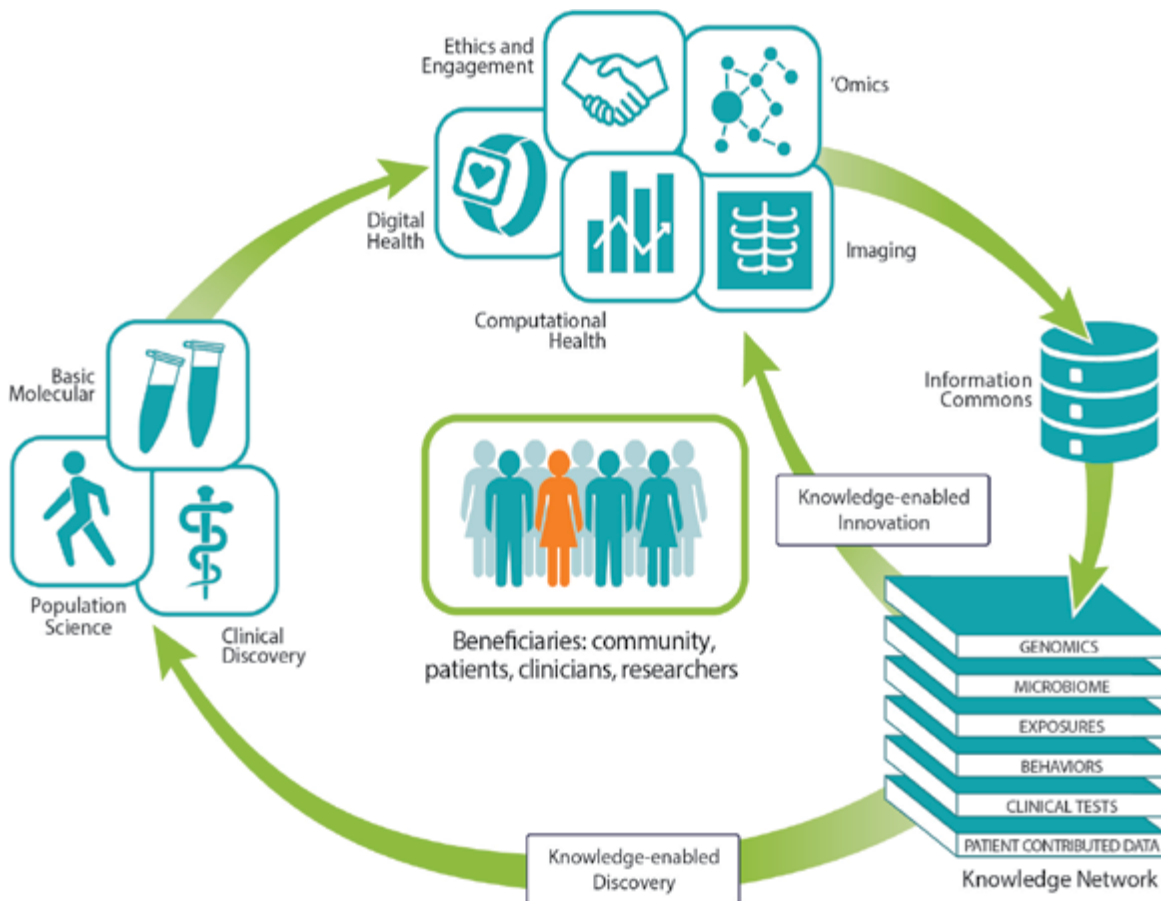 Ethics and
Engagement
'Omics
Digital
Health
Imaging
Computational
Health
Basic
Molecular
Information
Commons
Knowledge-enabled
Innovation
Population
Science
Clinical
Discovery
Beneficiaries: community,
patients, clinicians, researchers
GENOMICS
MICROBIOME
EXPOSURES
BEHAVIORS
CLINICAL TESTS
PATIENT CONTRIBUTED DATA
Knowledge Network
Knowledge-enabled
Discovery